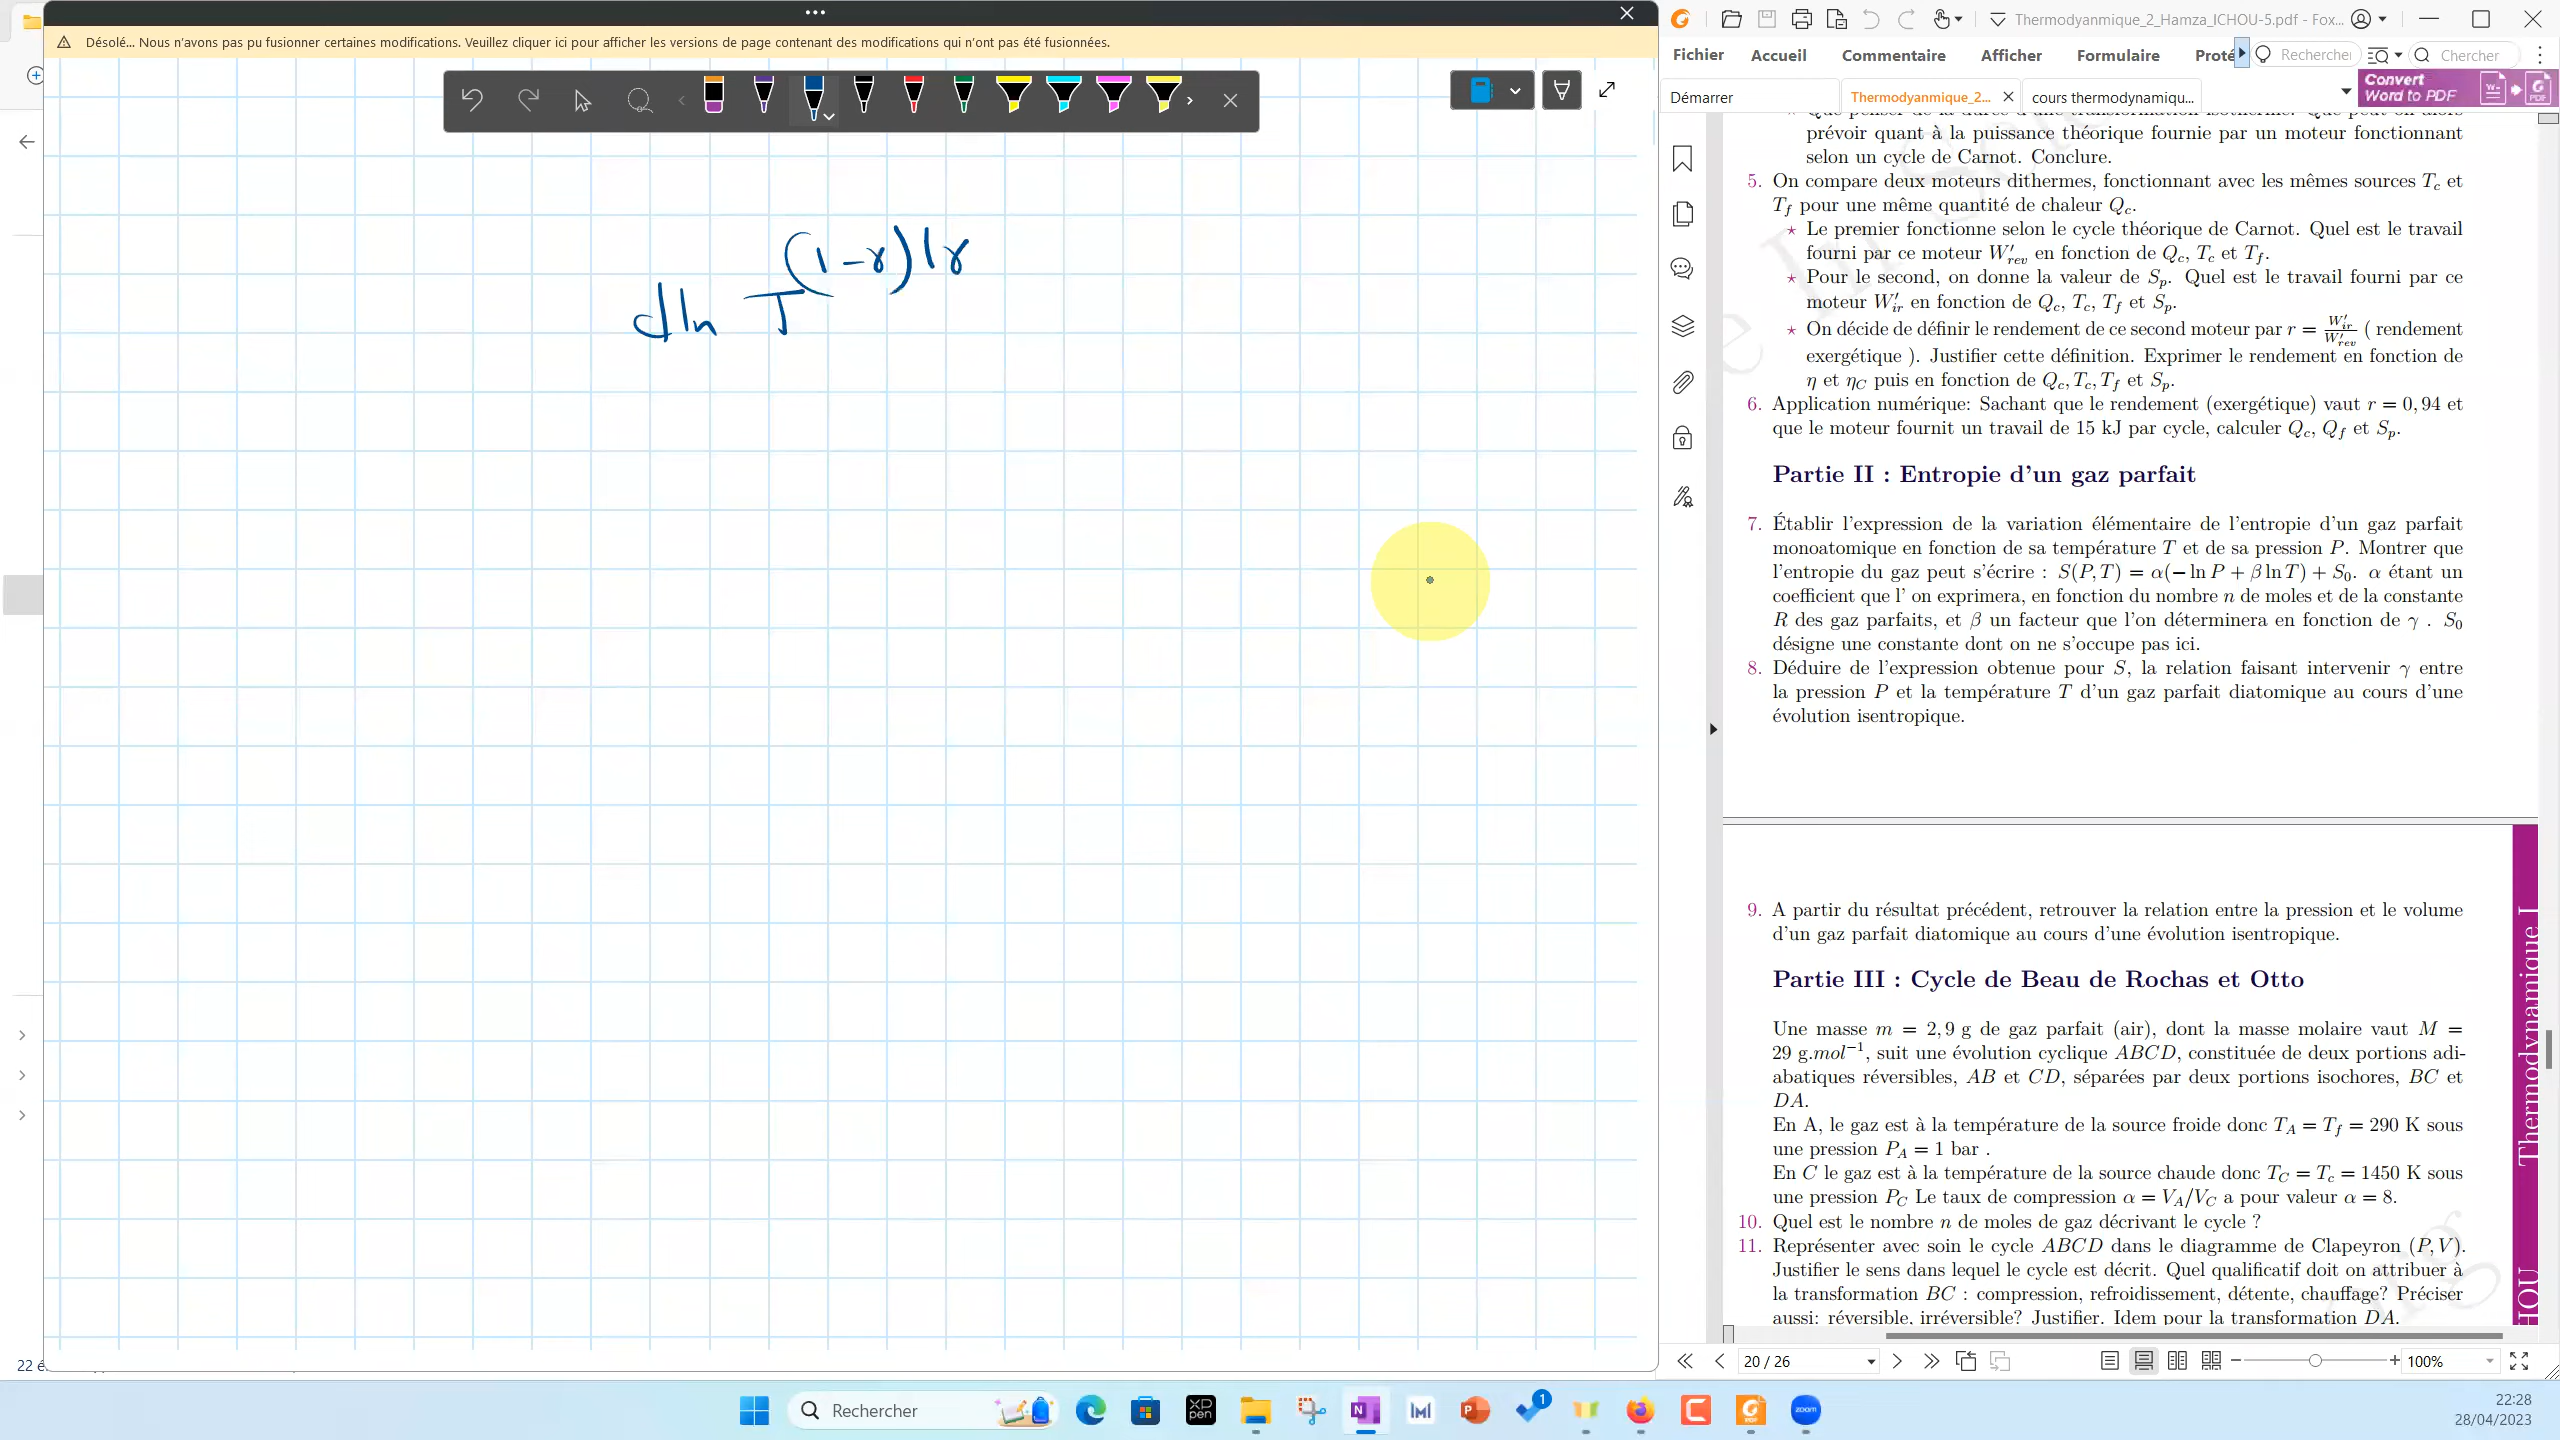 Désolé... Nous n'avons pas pu fusionner certaines modifications. Veuillez cliquer ici pour afficher les versions de page contenant des modifications qui n'ont pas été fusionnées.
dln T^(1-γ)/γ
22 é
Thermodyanmique_2_Hamza_ICHOU-5.pdf - Fox...
Fichier Accueil Commentaire Afficher Formulaire Proté Rechercher Chercher
Démarrer Thermodyanmique_2... cours thermodynamiqu... Convert Word to PDF
prévoir quant à la puissance théorique fournie par un moteur fonctionnant
selon un cycle de Carnot. Conclure.
5. On compare deux moteurs dithermes, fonctionnant avec les mêmes sources T_c et
T_f pour une même quantité de chaleur Q_c.
⋆ Le premier fonctionne selon le cycle théorique de Carnot. Quel est le travail
fourni par ce moteur W'_rev en fonction de Q_c, T_c et T_f.
⋆ Pour le second, on donne la valeur de S_p. Quel est le travail fourni par ce
moteur W'_ir en fonction de Q_c, T_c, T_f et S_p.
⋆ On décide de définir le rendement de ce second moteur par r = W'_ir/W'_rev ( rendement
exergétique ). Justifier cette définition. Exprimer le rendement en fonction de
η et η_C puis en fonction de Q_c, T_c, T_f et S_p.
6. Application numérique: Sachant que le rendement (exergétique) vaut r = 0, 94 et
que le moteur fournit un travail de 15 kJ par cycle, calculer Q_c, Q_f et S_p.
Partie II : Entropie d'un gaz parfait
7. Établir l'expression de la variation élémentaire de l'entropie d'un gaz parfait
monoatomique en fonction de sa température T et de sa pression P. Montrer que
l'entropie du gaz peut s'écrire : S(P, T) = α(− ln P + β ln T) + S_0. α étant un
coefficient que l' on exprimera, en fonction du nombre n de moles et de la constante
R des gaz parfaits, et β un facteur que l'on déterminera en fonction de γ . S_0
désigne une constante dont on ne s'occupe pas ici.
8. Déduire de l'expression obtenue pour S, la relation faisant intervenir γ entre
la pression P et la température T d'un gaz parfait diatomique au cours d'une
évolution isentropique.
9. A partir du résultat précédent, retrouver la relation entre la pression et le volume
d'un gaz parfait diatomique au cours d'une évolution isentropique.
Partie III : Cycle de Beau de Rochas et Otto
Une masse m = 2, 9 g de gaz parfait (air), dont la masse molaire vaut M =
29 g.mol^−1, suit une évolution cyclique ABCD, constituée de deux portions adi-
abatiques réversibles, AB et CD, séparées par deux portions isochores, BC et
DA.
En A, le gaz est à la température de la source froide donc T_A = T_f = 290 K sous
une pression P_A = 1 bar .
En C le gaz est à la température de la source chaude donc T_C = T_c = 1450 K sous
une pression P_C Le taux de compression α = V_A/V_C a pour valeur α = 8.
10. Quel est le nombre n de moles de gaz décrivant le cycle ?
11. Représenter avec soin le cycle ABCD dans le diagramme de Clapeyron (P, V).
Justifier le sens dans lequel le cycle est décrit. Quel qualificatif doit on attribuer à
la transformation BC : compression, refroidissement, détente, chauffage? Préciser
aussi: réversible, irréversible? Justifier. Idem pour la transformation DA.
Thermodynamique I
HOU
20 / 26
100%
Rechercher
XD pen
1
zoom
22:28
28/04/2023